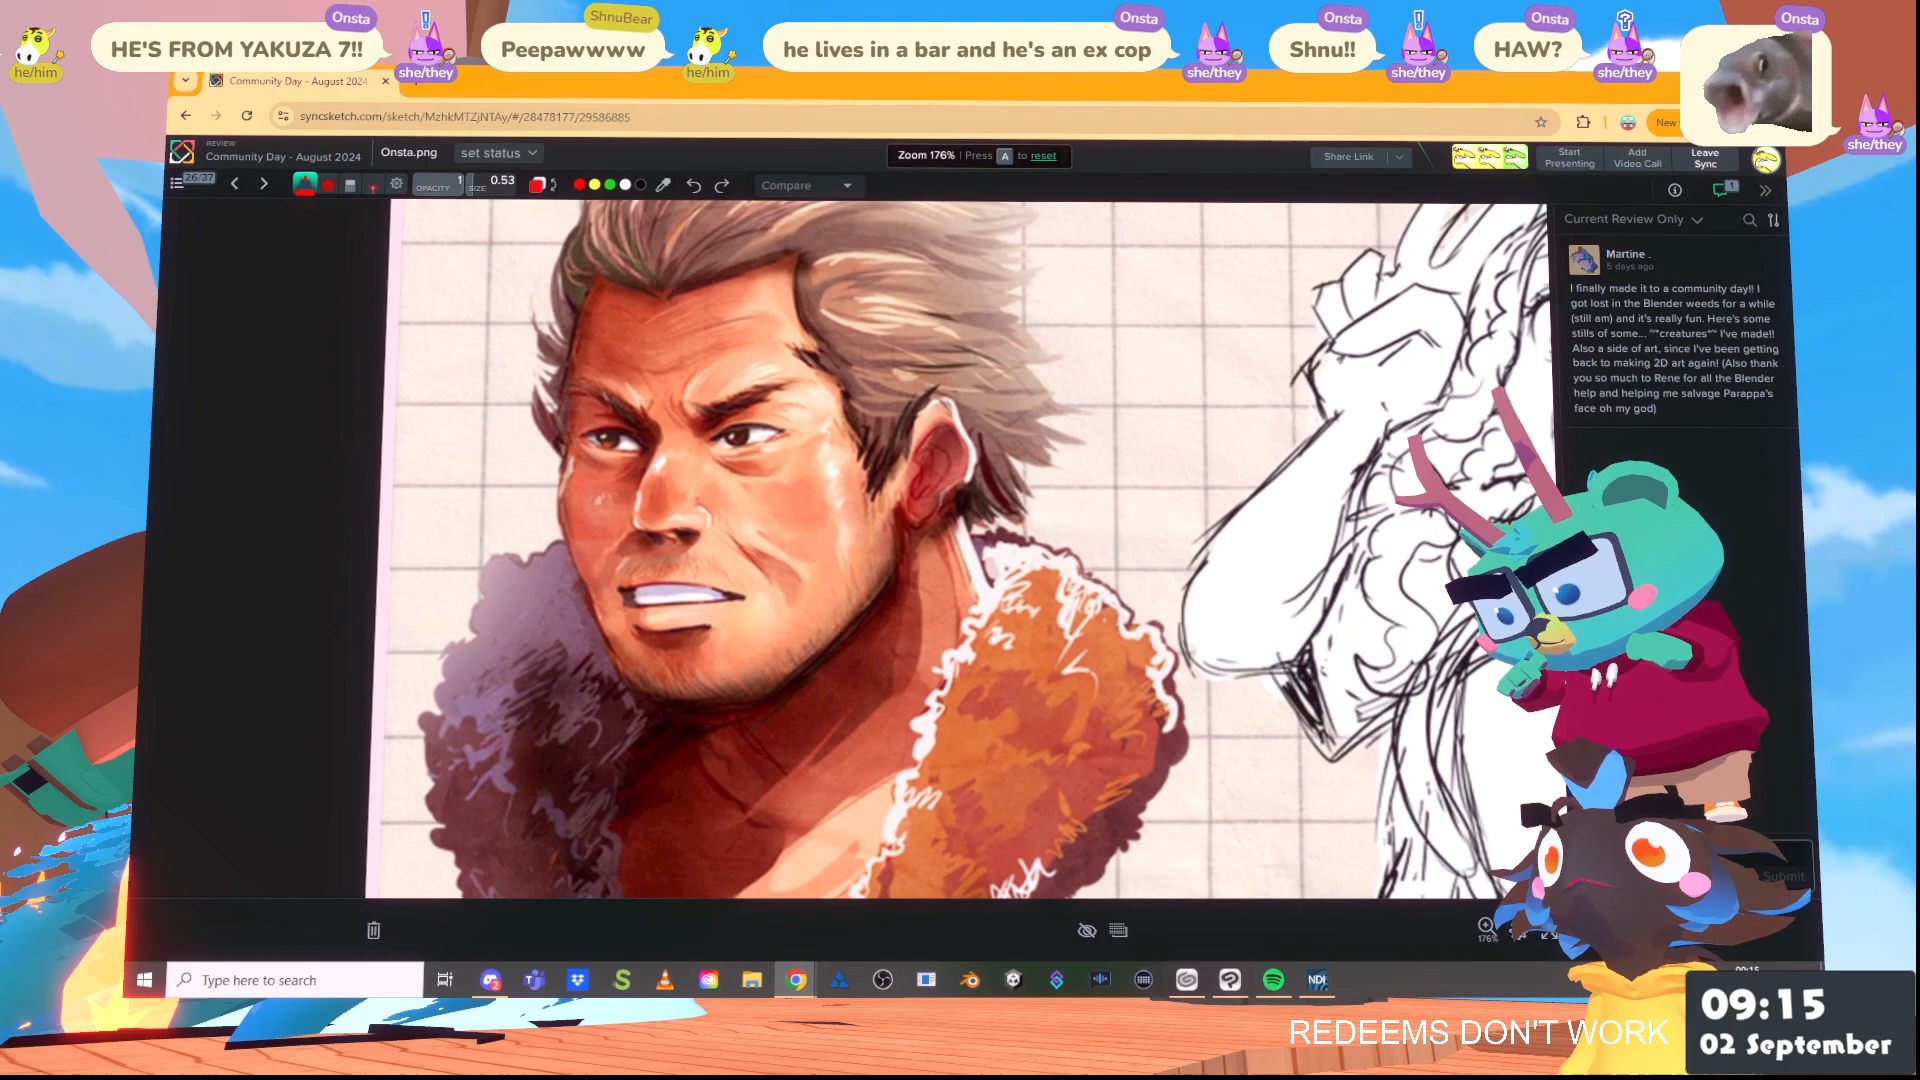 Onsta
ShnuBear
Onsta
Onsta
Onsta
Onsta
HE'S FROM YAKUZA 7!!
Peepawwww
he lives in a bar and he's an ex cop
Shnu!!
HAW?
he/him
she/they
he/him
she/they
she/they
she/they
she/they
Community Day - August 2024
syncsketch.com/sketch/MzhkMTZjNTAy/#/28478177/29586885
New
REVIEW
Community Day - August 2024
Onsta.png
set status
Zoom 176% | Press A to reset
Share Link
Start Presenting
Add Video Call
Leave Sync
26/37
OPACITY 1
SIZE 0.53
Compare
1
Current Review Only
Martine .
5 days ago
I finally made it to a community day!! I
got lost in the Blender weeds for a while
(still am) and it's really fun. Here's some
stills of some... ~*creatures*~ I've made!!
Also a side of art, since I've been getting
back to making 2D art again! (Also thank
you so much to Rene for all the Blender
help and helping me salvage Parappa's
face oh my god)
Submit
176%
Type here to search
2
NDI
09:15
REDEEMS DON'T WORK
09:15
02 September